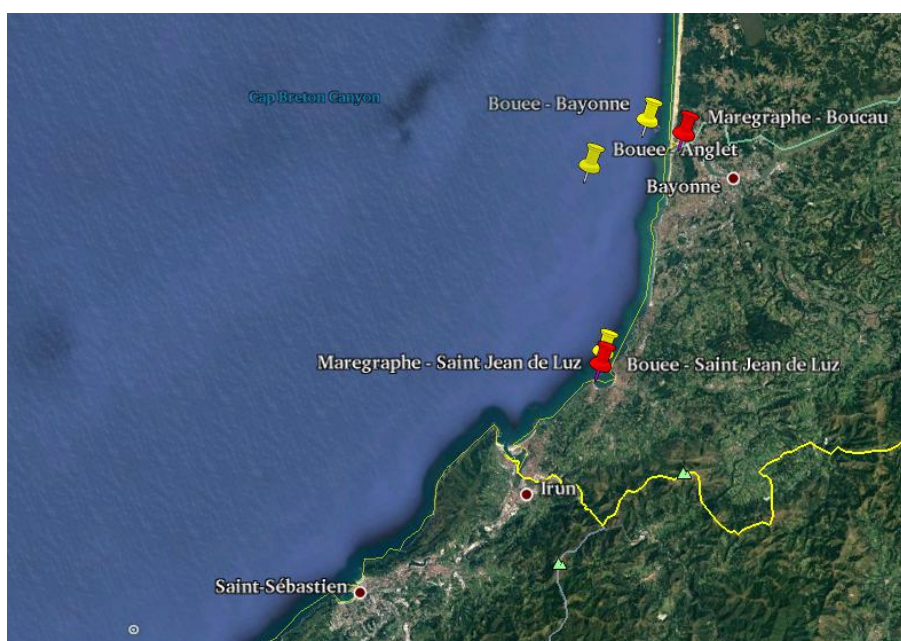 Cap Breton Canyon
Bouee - Bayonne
Maregraphe - Boucau
Bouee - Anglet
Bayonne
Maregraphe - Saint Jean de Luz
Bouee - Saint Jean de Luz
Irun
Saint-Sébastien